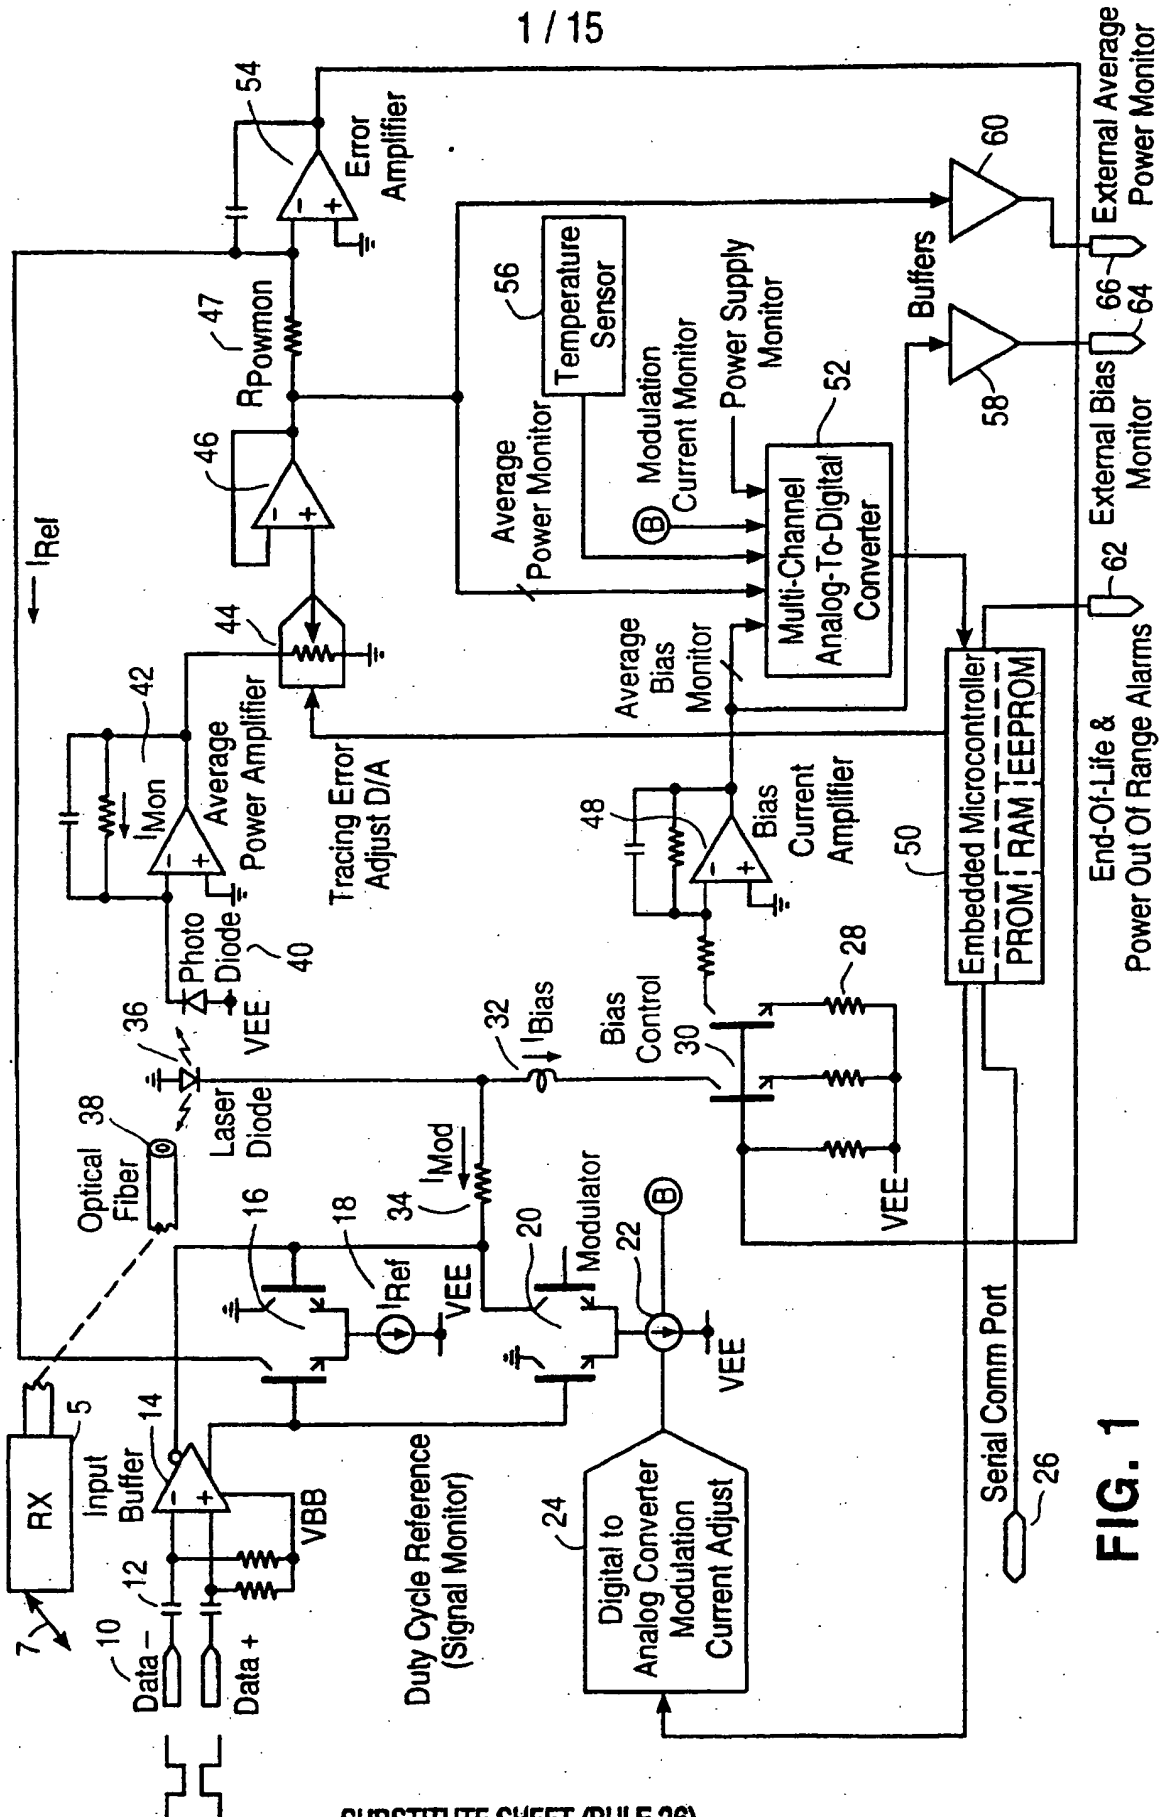 1 / 15
7
RX
5
10
Data –
Data +
12
Input
Buffer
14
VBB
Optical
Fiber
38
Laser
Diode
36
Photo
Diode
40
VEE
IMon
42
Average
Power Amplifier
Tracing Error
Adjust D/A
44
IRef
46
RPowmon
47
54
Error
Amplifier
Duty Cycle Reference
(Signal Monitor)
16
18
IRef
VEE
IMod
34
20
Modulator
22
B
VEE
24
Digital to
Analog Converter
Modulation
Current Adjust
32
IBias
Bias
Control
30
28
VEE
48
Bias
Current
Amplifier
Average
Bias
Monitor
Average
Power Monitor
56
Temperature
Sensor
B
Modulation
Current Monitor
Power Supply
Monitor
52
Multi-Channel
Analog-To-Digital
Converter
Buffers
58
60
50
Embedded Microcontroller
PROM RAM EEPROM
Serial Comm Port
26
End-Of-Life &
Power Out Of Range Alarms
62
External Bias
Monitor
64
66
External Average
Power Monitor
FIG. 1
SUBSTITUTE SHEET (RULE 26)